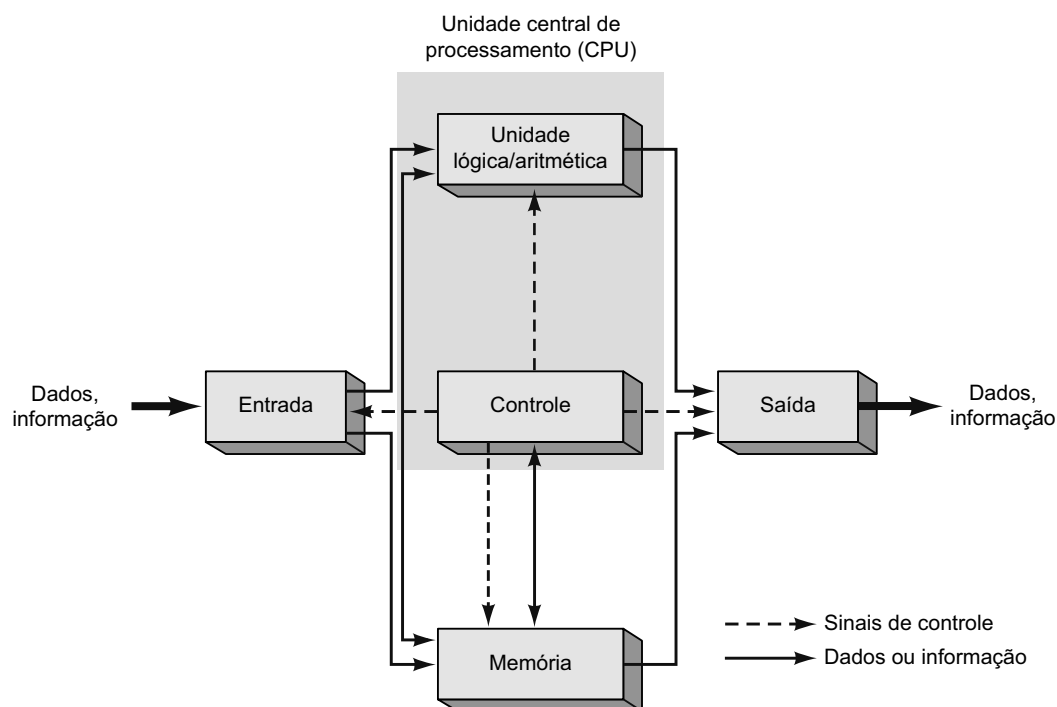 Unidade central de
processamento (CPU)
Unidade
lógica/aritmética
Dados,
informação
Entrada
Controle
Saída
Dados,
informação
Memória
Sinais de controle
Dados ou informação